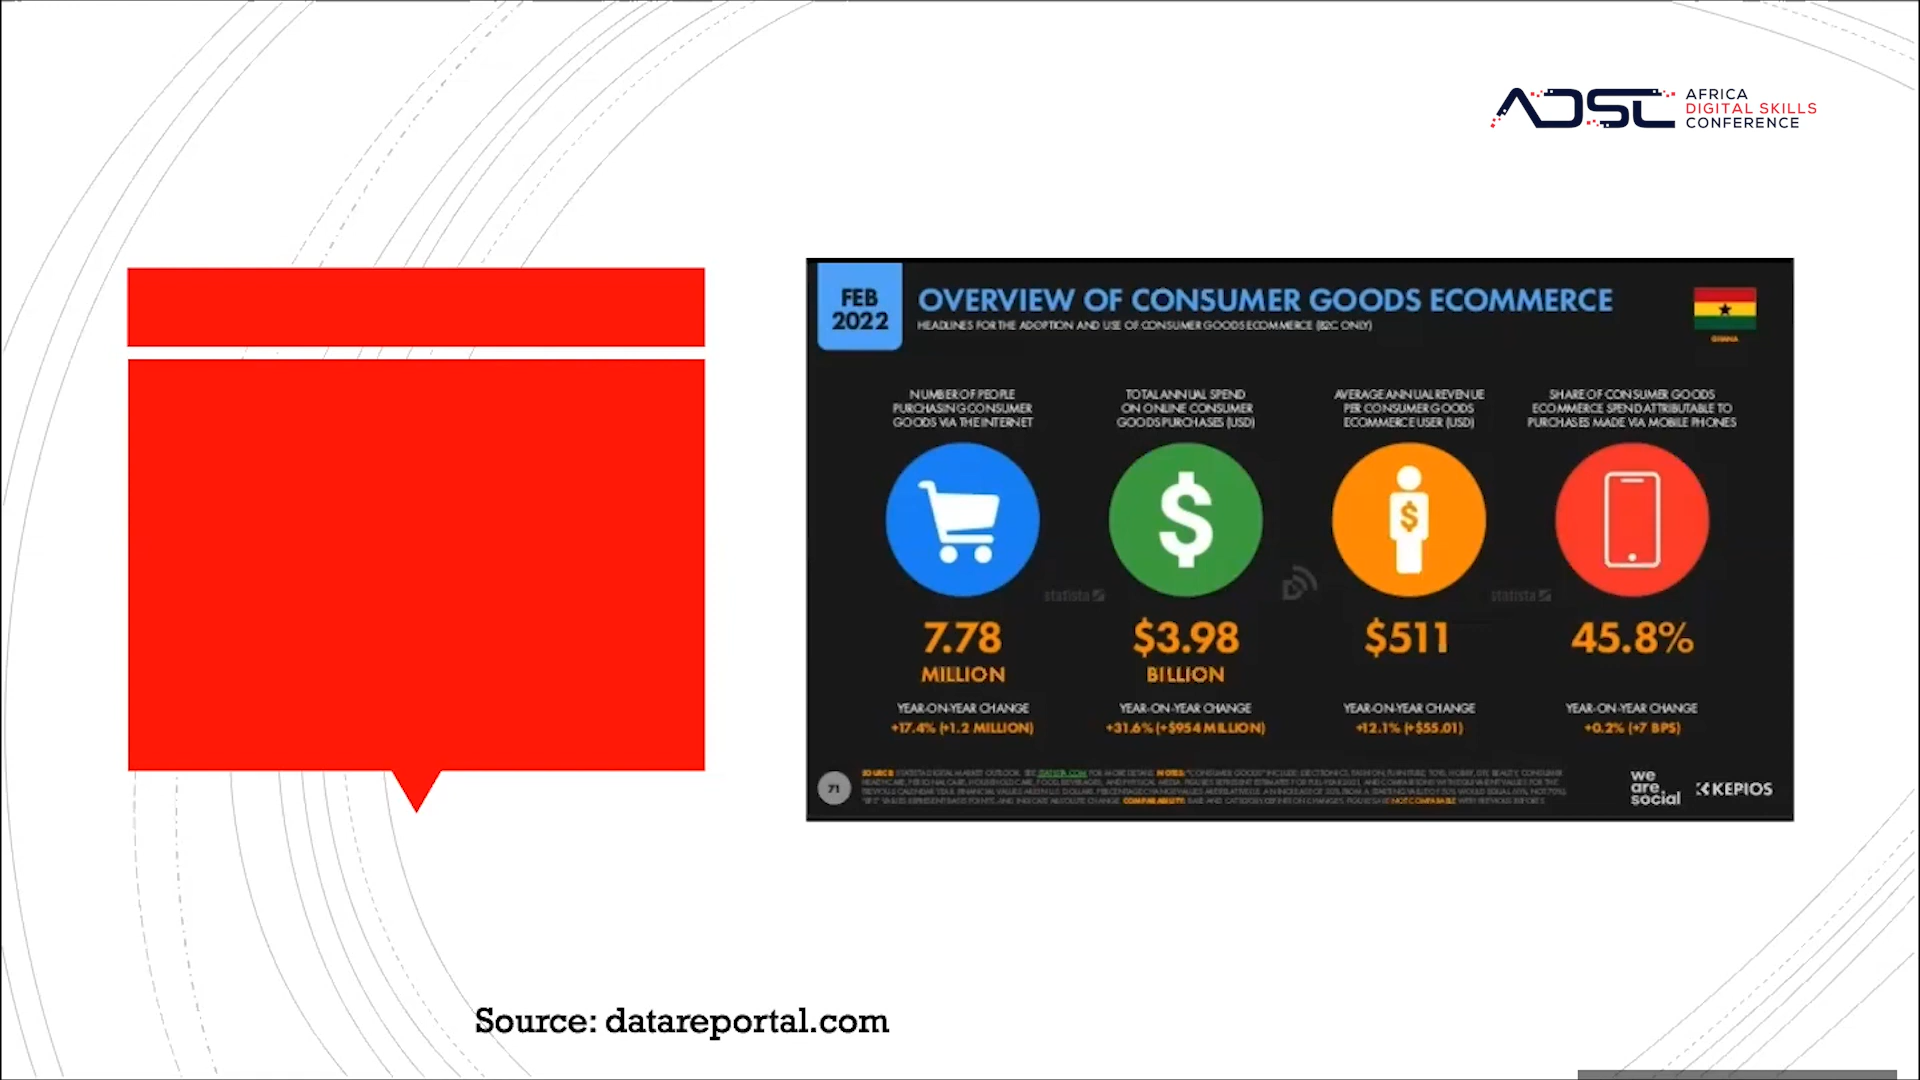 AFRICA
DIGITAL SKILLS
CONFERENCE
ADSC
FEB
2022
OVERVIEW OF CONSUMER GOODS ECOMMERCE
HEADLINES FOR THE ADOPTION AND USE OF CONSUMER GOODS ECOMMERCE (B2C ONLY)
GHANA
NUMBER OF PEOPLE
PURCHASING CONSUMER
GOODS VIA THE INTERNET
TOTAL ANNUAL SPEND
ON ONLINE CONSUMER
GOODS PURCHASES (USD)
AVERAGE ANNUAL REVENUE
PER CONSUMER GOODS
ECOMMERCE USER (USD)
SHARE OF CONSUMER GOODS
ECOMMERCE SPEND ATTRIBUTABLE TO
PURCHASES MADE VIA MOBILE PHONES
statista
statista
7.78
MILLION
$3.98
BILLION
$511
45.8%
YEAR-ON-YEAR CHANGE
+17.4% (+1.2 MILLION)
YEAR-ON-YEAR CHANGE
+31.6% (+$954 MILLION)
YEAR-ON-YEAR CHANGE
+12.1% (+$55.01)
YEAR-ON-YEAR CHANGE
+0.2% (+7 BPS)
71
we
are
social
KEPIOS
Source: datareportal.com